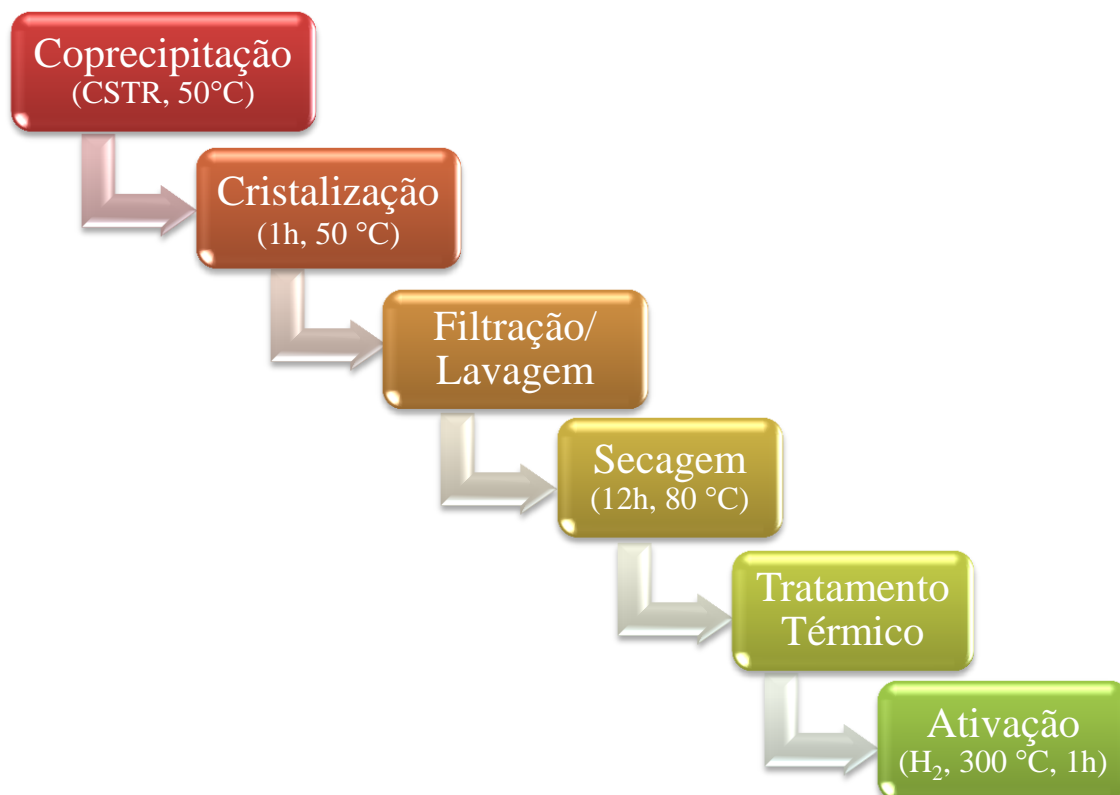 Coprecipitação
(CSTR, 50°C)
Cristalização
(1h, 50 °C)
Filtração/
Lavagem
Secagem
(12h, 80 °C)
Tratamento
Térmico
Ativação
(H₂, 300 °C, 1h)